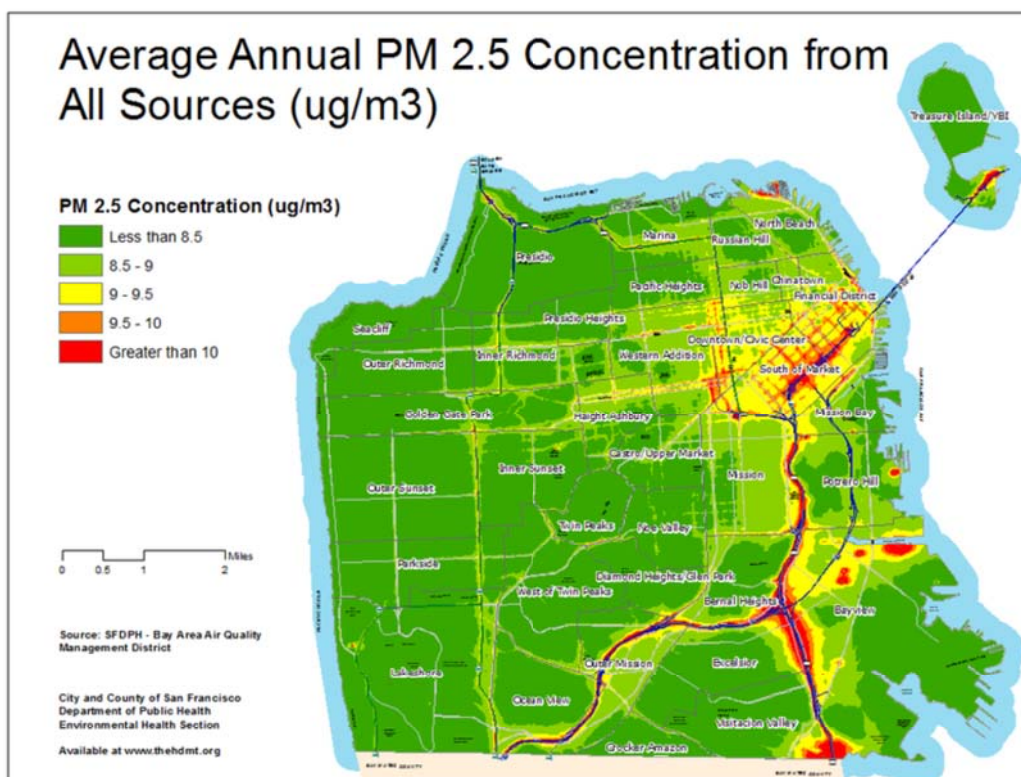 Average Annual PM 2.5 Concentration from
All Sources (ug/m3)
PM 2.5 Concentration (ug/m3)
Less than 8.5
8.5 - 9
9 - 9.5
9.5 - 10
Greater than 10
Treasure Island/YBI
North Beach
Marina
Russian Hill
Presidio
Chinatown
Pacific Heights
Nob Hill
Financial District
Presidio Heights
Seacliff
Downtown/Civic Center
Inner Richmond
Western Addition
Outer Richmond
South of Market
Golden Gate Park
Haight Ashbury
Mission Bay
Castro/Upper Market
Inner Sunset
Mission
Potrero Hill
Outer Sunset
Twin Peaks
Noe Valley
Miles
0 0.5 1 2
Parkside
Diamond Heights/Glen Park
West of Twin Peaks
Bernal Heights
Bayview
Outer Mission
Excelsior
Lakeshore
Ocean View
Visitacion Valley
Crocker Amazon
Source: SFDPH - Bay Area Air Quality
Management District
City and County of San Francisco
Department of Public Health
Environmental Health Section
Available at www.thehdmt.org